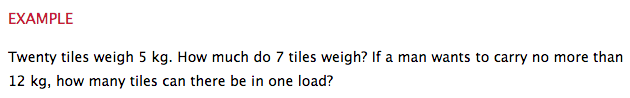 EXAMPLE
Twenty tiles weigh 5 kg. How much do 7 tiles weigh? If a man wants to carry no more than
12 kg, how many tiles can there be in one load?